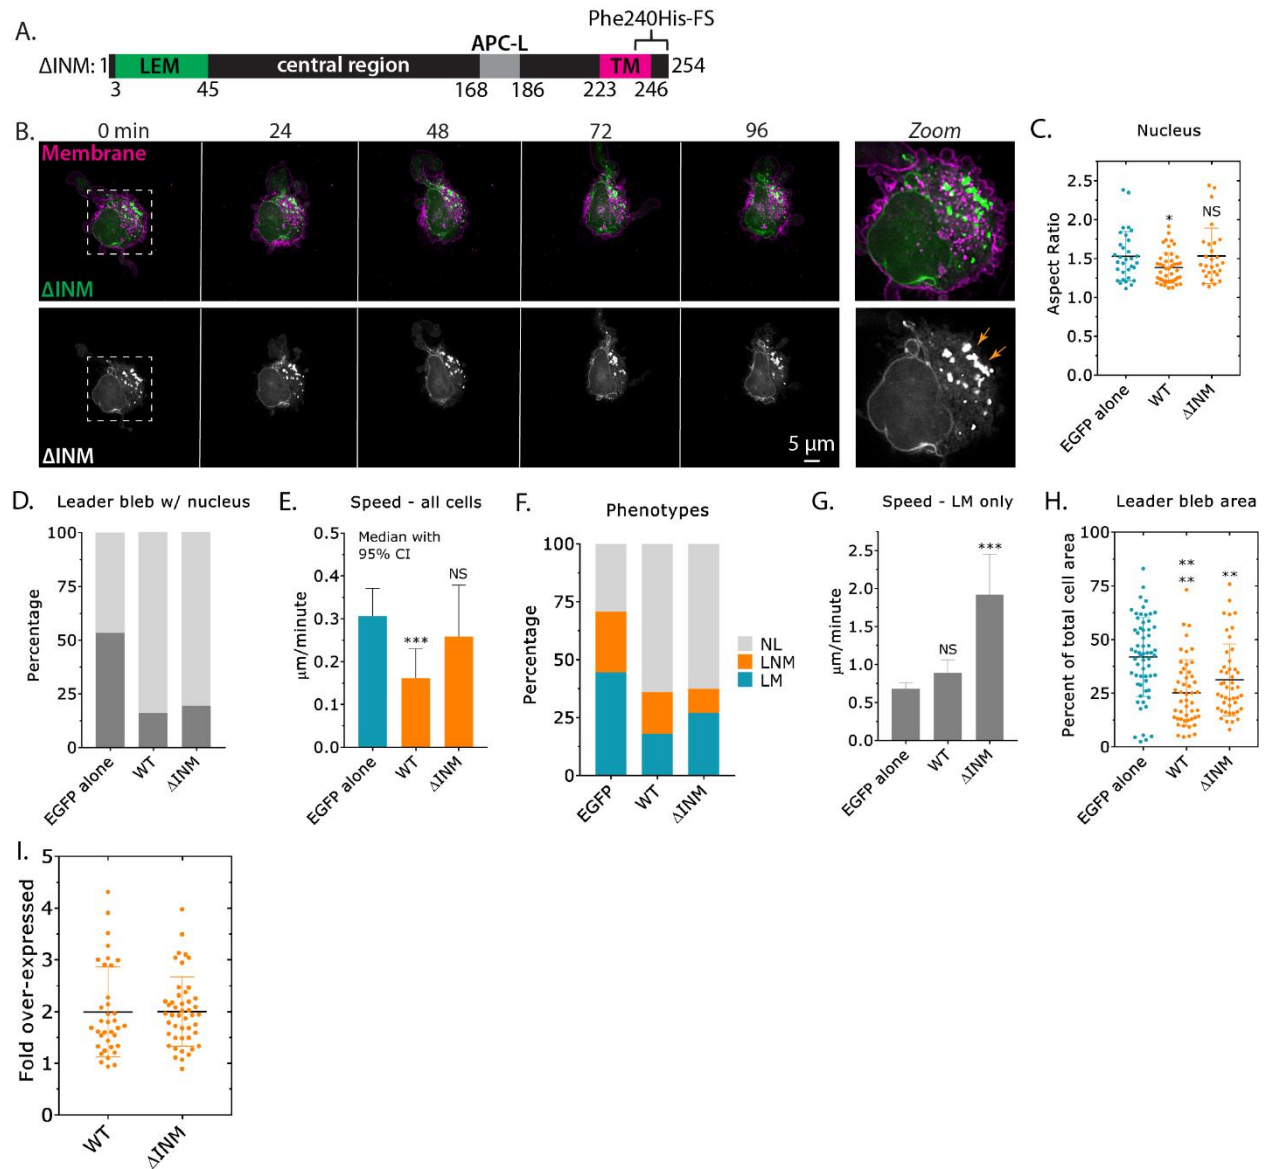 A.
Phe240His-FS
APC-L
ΔINM: 1 LEM central region TM 254
3 45 168 186 223 246
B.
0 min 24 48 72 96 Zoom
Membrane
ΔINM
ΔINM
5 µm
C. Nucleus
Aspect Ratio
2.5
2.0
1.5
1.0
0.5
0.0
* NS
EGFP alone WT ΔINM
D. Leader bleb w/ nucleus
Percentage
100
75
50
25
0
EGFP alone WT ΔINM
E. Speed - all cells
Median with
95% CI
µm/minute
0.5
0.4
0.3
0.2
0.1
0.0
*** NS
EGFP alone WT ΔINM
F. Phenotypes
Percentage
100
75
50
25
0
NL
LNM
LM
EGFP WT ΔINM
G. Speed - LM only
µm/minute
2.5
2.0
1.5
1.0
0.5
0.0
NS ***
EGFP alone WT ΔINM
H. Leader bleb area
Percent of total cell area
100
75
50
25
0
**
** **
EGFP alone WT ΔINM
I.
Fold over-expressed
5
4
3
2
1
0
WT ΔINM